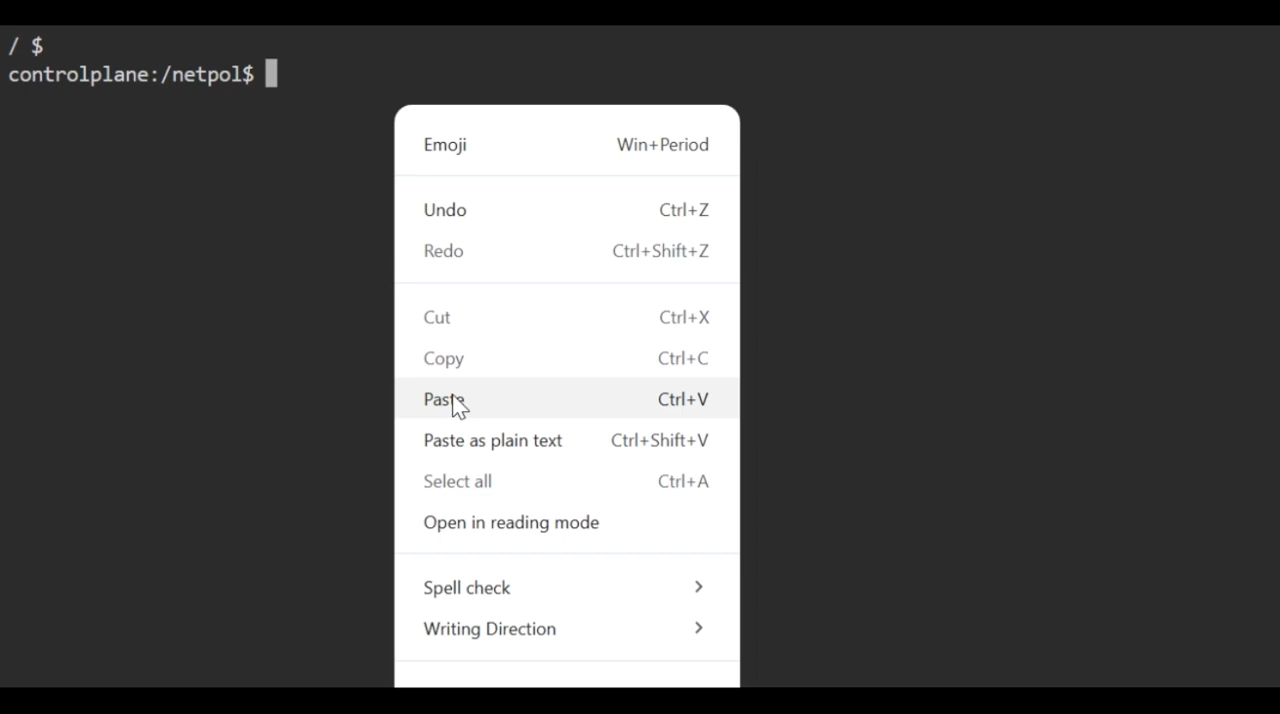 / $
controlplane:/netpol$
Emoji Win+Period
Undo Ctrl+Z
Redo Ctrl+Shift+Z
Cut Ctrl+X
Copy Ctrl+C
Paste Ctrl+V
Paste as plain text Ctrl+Shift+V
Select all Ctrl+A
Open in reading mode
Spell check
Writing Direction